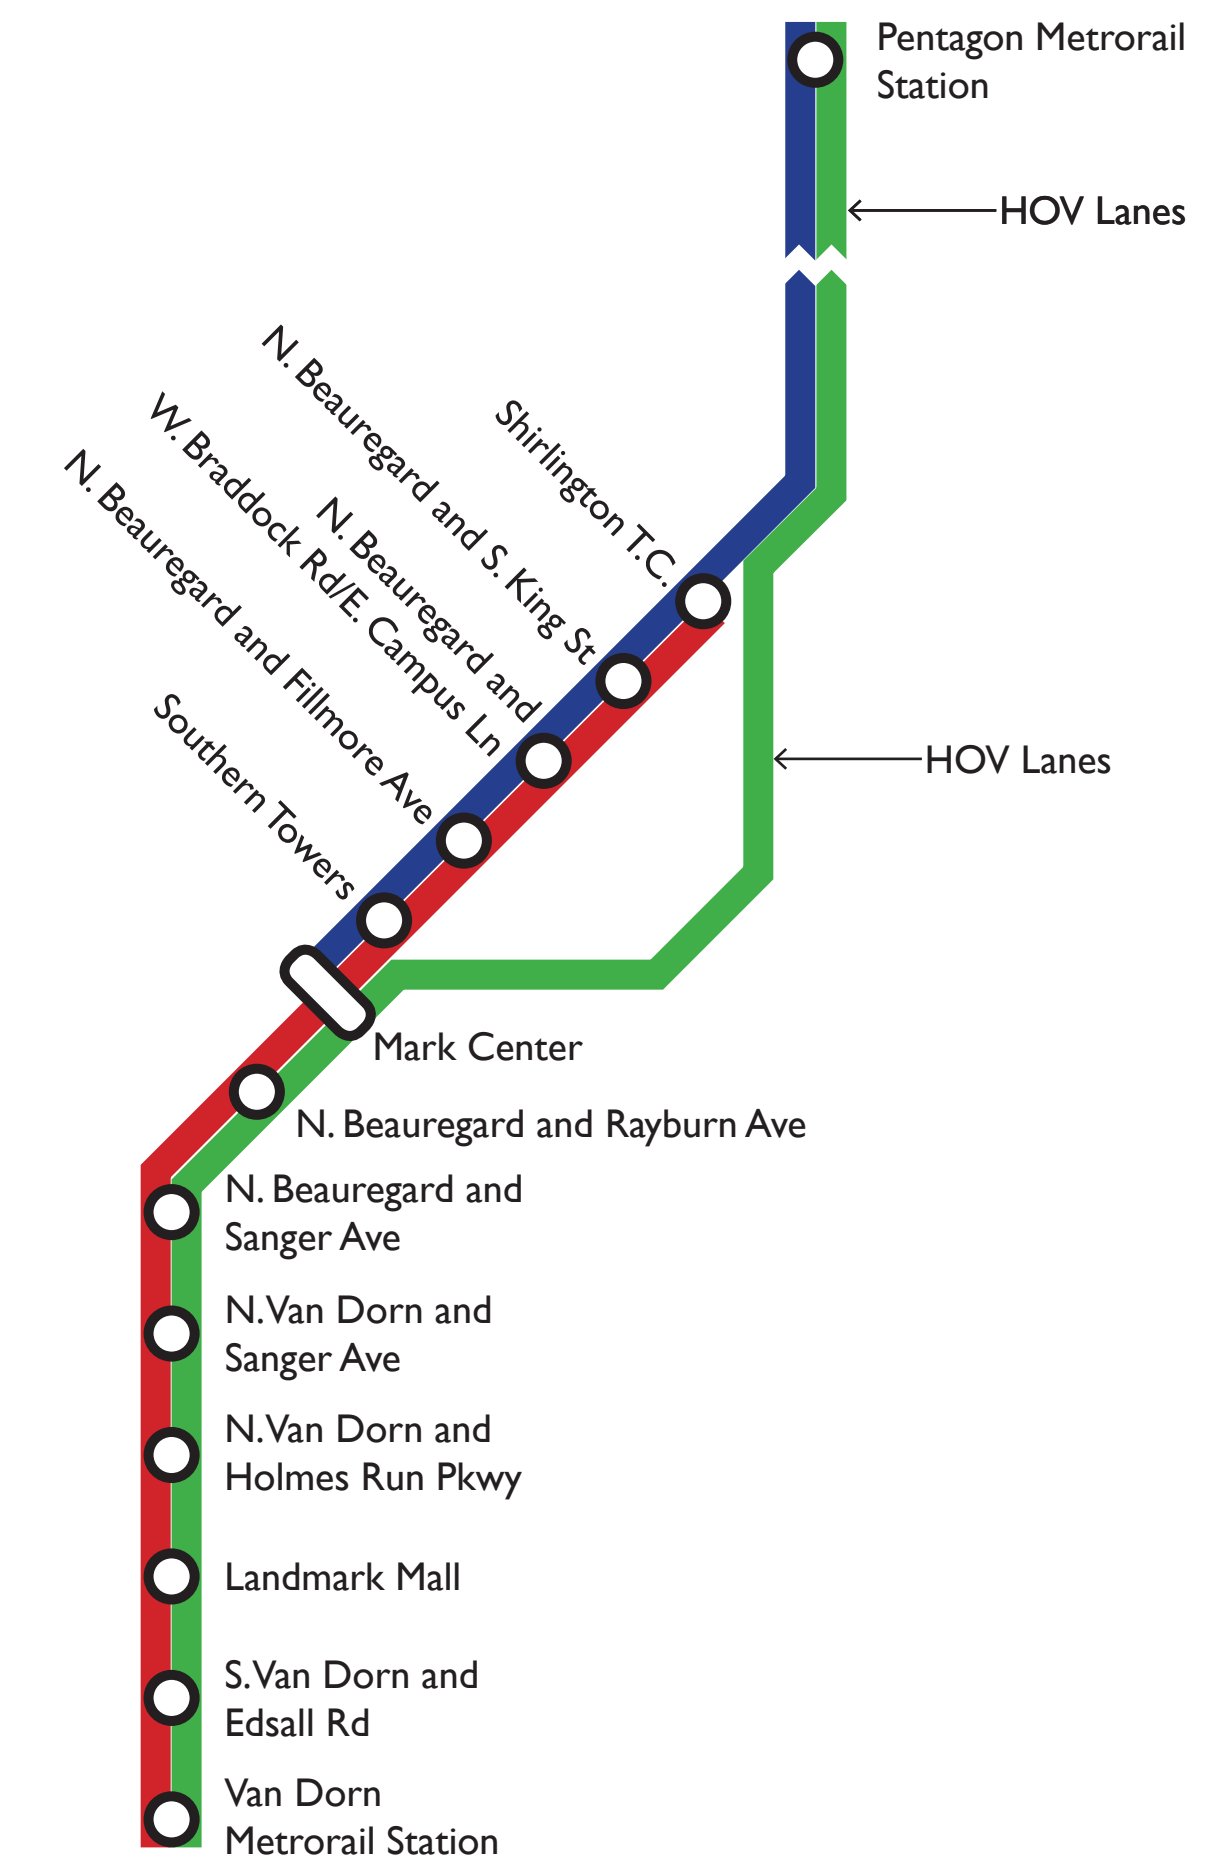 Pentagon Metrorail
Station
HOV Lanes
Shirlington T.C.
N. Beauregard and S. King St
N. Beauregard and
W. Braddock Rd/E. Campus Ln
N. Beauregard and Fillmore Ave
Southern Towers
HOV Lanes
Mark Center
N. Beauregard and Rayburn Ave
N. Beauregard and
Sanger Ave
N. Van Dorn and
Sanger Ave
N. Van Dorn and
Holmes Run Pkwy
Landmark Mall
S. Van Dorn and
Edsall Rd
Van Dorn
Metrorail Station